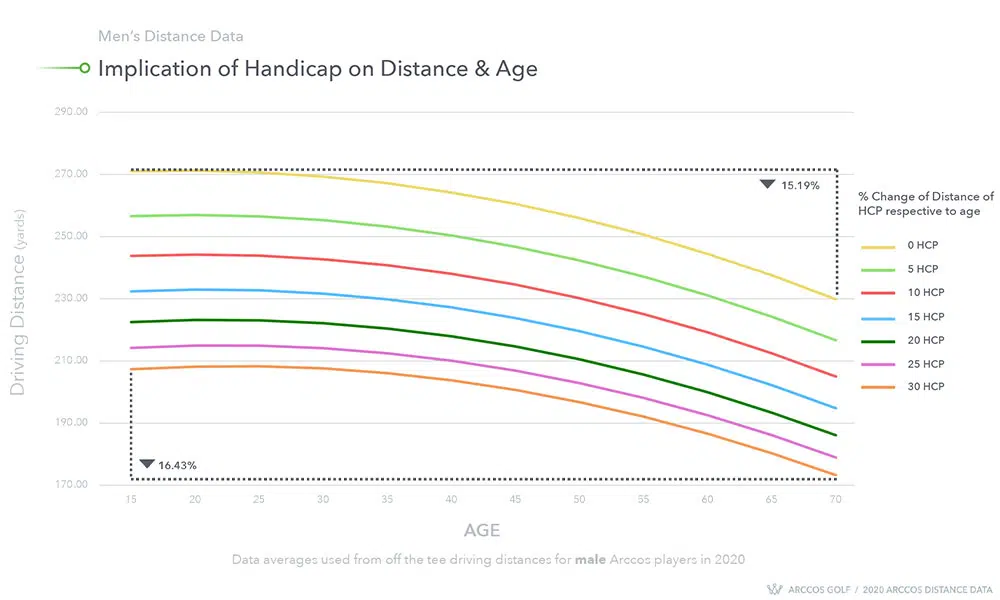 Men's Distance Data
Implication of Handicap on Distance & Age
290.00
270.00
250.00
230.00
210.00
190.00
170.00
Driving Distance (yards)
15.19%
16.43%
% Change of Distance of
HCP respective to age
0 HCP
5 HCP
10 HCP
15 HCP
20 HCP
25 HCP
30 HCP
15 20 25 30 35 40 45 50 55 60 65 70
AGE
Data averages used from off the tee driving distances for male Arccos players in 2020
ARCCOS GOLF / 2020 ARCCOS DISTANCE DATA